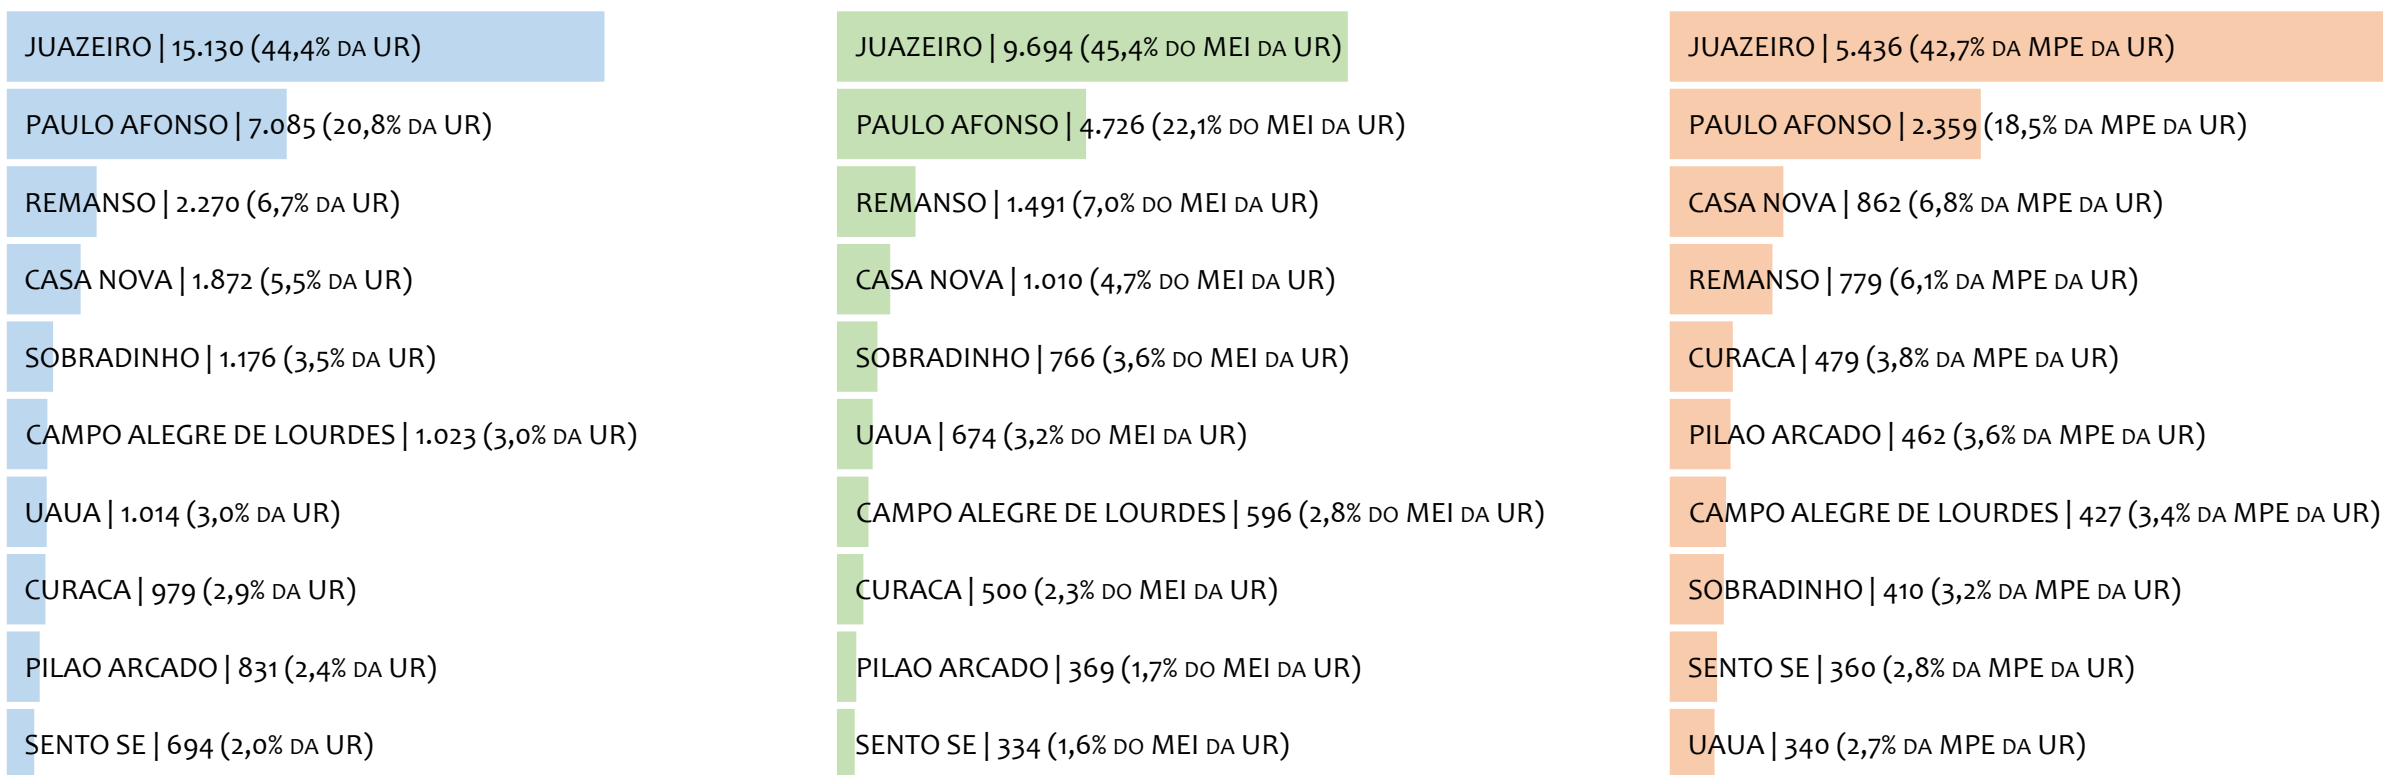 JUAZEIRO | 15.130 (44,4% DA UR)
PAULO AFONSO | 7.085 (20,8% DA UR)
REMANSO | 2.270 (6,7% DA UR)
CASA NOVA | 1.872 (5,5% DA UR)
SOBRADINHO | 1.176 (3,5% DA UR)
CAMPO ALEGRE DE LOURDES | 1.023 (3,0% DA UR)
UAUA | 1.014 (3,0% DA UR)
CURACA | 979 (2,9% DA UR)
PILAO ARCADO | 831 (2,4% DA UR)
SENTO SE | 694 (2,0% DA UR)
JUAZEIRO | 9.694 (45,4% DO MEI DA UR)
PAULO AFONSO | 4.726 (22,1% DO MEI DA UR)
REMANSO | 1.491 (7,0% DO MEI DA UR)
CASA NOVA | 1.010 (4,7% DO MEI DA UR)
SOBRADINHO | 766 (3,6% DO MEI DA UR)
UAUA | 674 (3,2% DO MEI DA UR)
CAMPO ALEGRE DE LOURDES | 596 (2,8% DO MEI DA UR)
CURACA | 500 (2,3% DO MEI DA UR)
PILAO ARCADO | 369 (1,7% DO MEI DA UR)
SENTO SE | 334 (1,6% DO MEI DA UR)
JUAZEIRO | 5.436 (42,7% DA MPE DA UR)
PAULO AFONSO | 2.359 (18,5% DA MPE DA UR)
CASA NOVA | 862 (6,8% DA MPE DA UR)
REMANSO | 779 (6,1% DA MPE DA UR)
CURACA | 479 (3,8% DA MPE DA UR)
PILAO ARCADO | 462 (3,6% DA MPE DA UR)
CAMPO ALEGRE DE LOURDES | 427 (3,4% DA MPE DA UR)
SOBRADINHO | 410 (3,2% DA MPE DA UR)
SENTO SE | 360 (2,8% DA MPE DA UR)
UAUA | 340 (2,7% DA MPE DA UR)